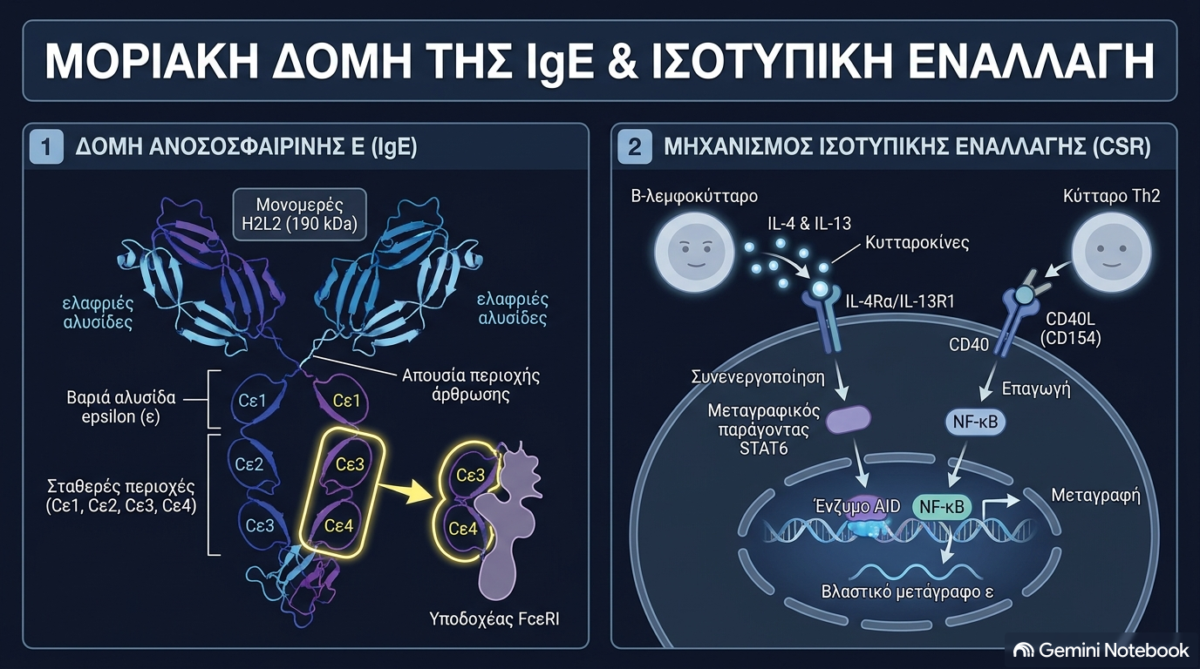 ΜΟΡΙΑΚΗ ΔΟΜΗ ΤΗΣ IgE & ΙΣΟΤΥΠΙΚΗ ΕΝΑΛΛΑΓΗ
1 ΔΟΜΗ ΑΝΟΣΟΣΦΑΙΡΙΝΗΣ Ε (IgE)
Μονομερές
H2L2 (190 kDa)
ελαφριές
αλυσίδες
ελαφριές
αλυσίδες
Απουσία περιοχής
άρθρωσης
Βαριά αλυσίδα
epsilon (ε)
Cε1
Cε1
Σταθερές περιοχές
(Cε1, Cε2, Cε3, Cε4)
Cε2
Cε3
Cε3
Cε4
Cε3
Cε4
Υποδοχέας FcεRI
2 ΜΗΧΑΝΙΣΜΟΣ ΙΣΟΤΥΠΙΚΗΣ ΕΝΑΛΛΑΓΗΣ (CSR)
Β-λεμφοκύτταρο
Κύτταρο Th2
IL-4 & IL-13
Κυτταροκίνες
IL-4Rα/IL-13R1
CD40L
(CD154)
CD40
Συνενεργοποίηση
Επαγωγή
Μεταγραφικός
παράγοντας
STAT6
NF-κB
Ένζυμο AID
NF-κB
Μεταγραφή
Βλαστικό μετάγραφο ε
Gemini Notebook